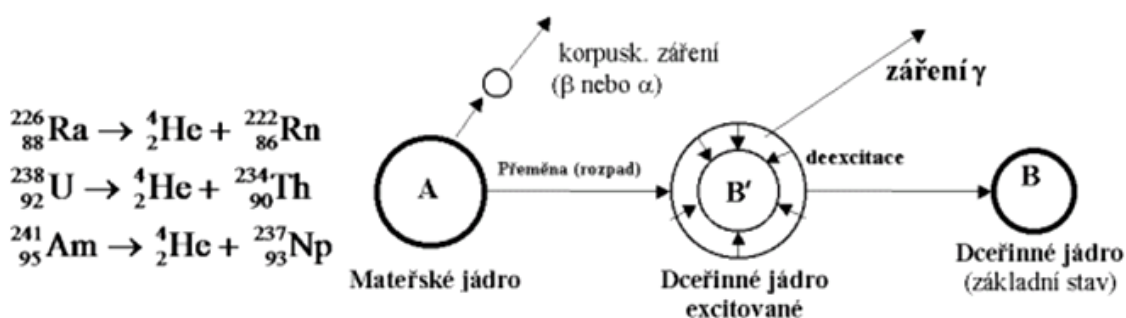 ²²⁶₈₈Ra → ⁴₂He + ²²²₈₆Rn
²³⁸₉₂U → ⁴₂He + ²³⁴₉₀Th
²⁴¹₉₅Am → ⁴₂He + ²³⁷₉₃Np
korpusk. záření
(β nebo α)
A
Mateřské jádro
Přeměna (rozpad)
B'
Dceřinné jádro
excitované
záření γ
deexcitace
B
Dceřinné jádro
(základní stav)